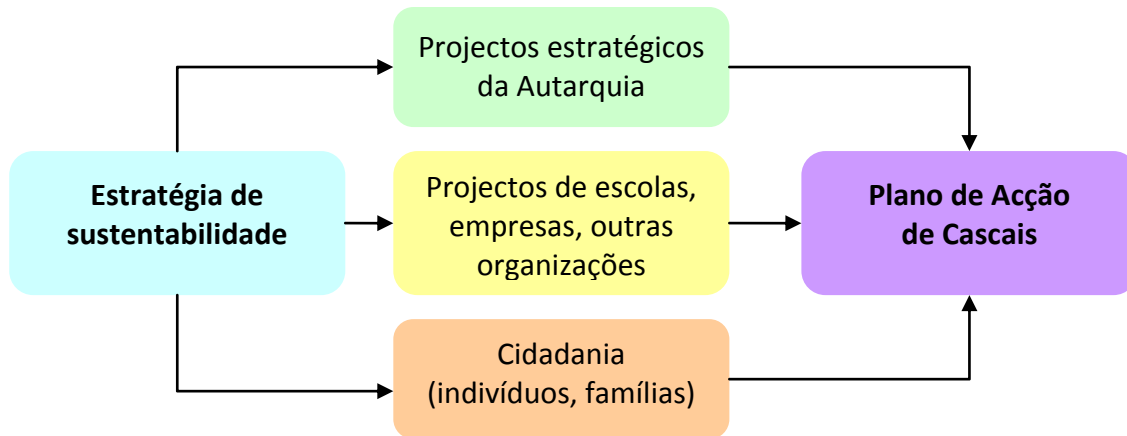 Projectos estratégicos
da Autarquia
Estratégia de
sustentabilidade
Projectos de escolas,
empresas, outras
organizações
Plano de Acção
de Cascais
Cidadania
(indivíduos, famílias)